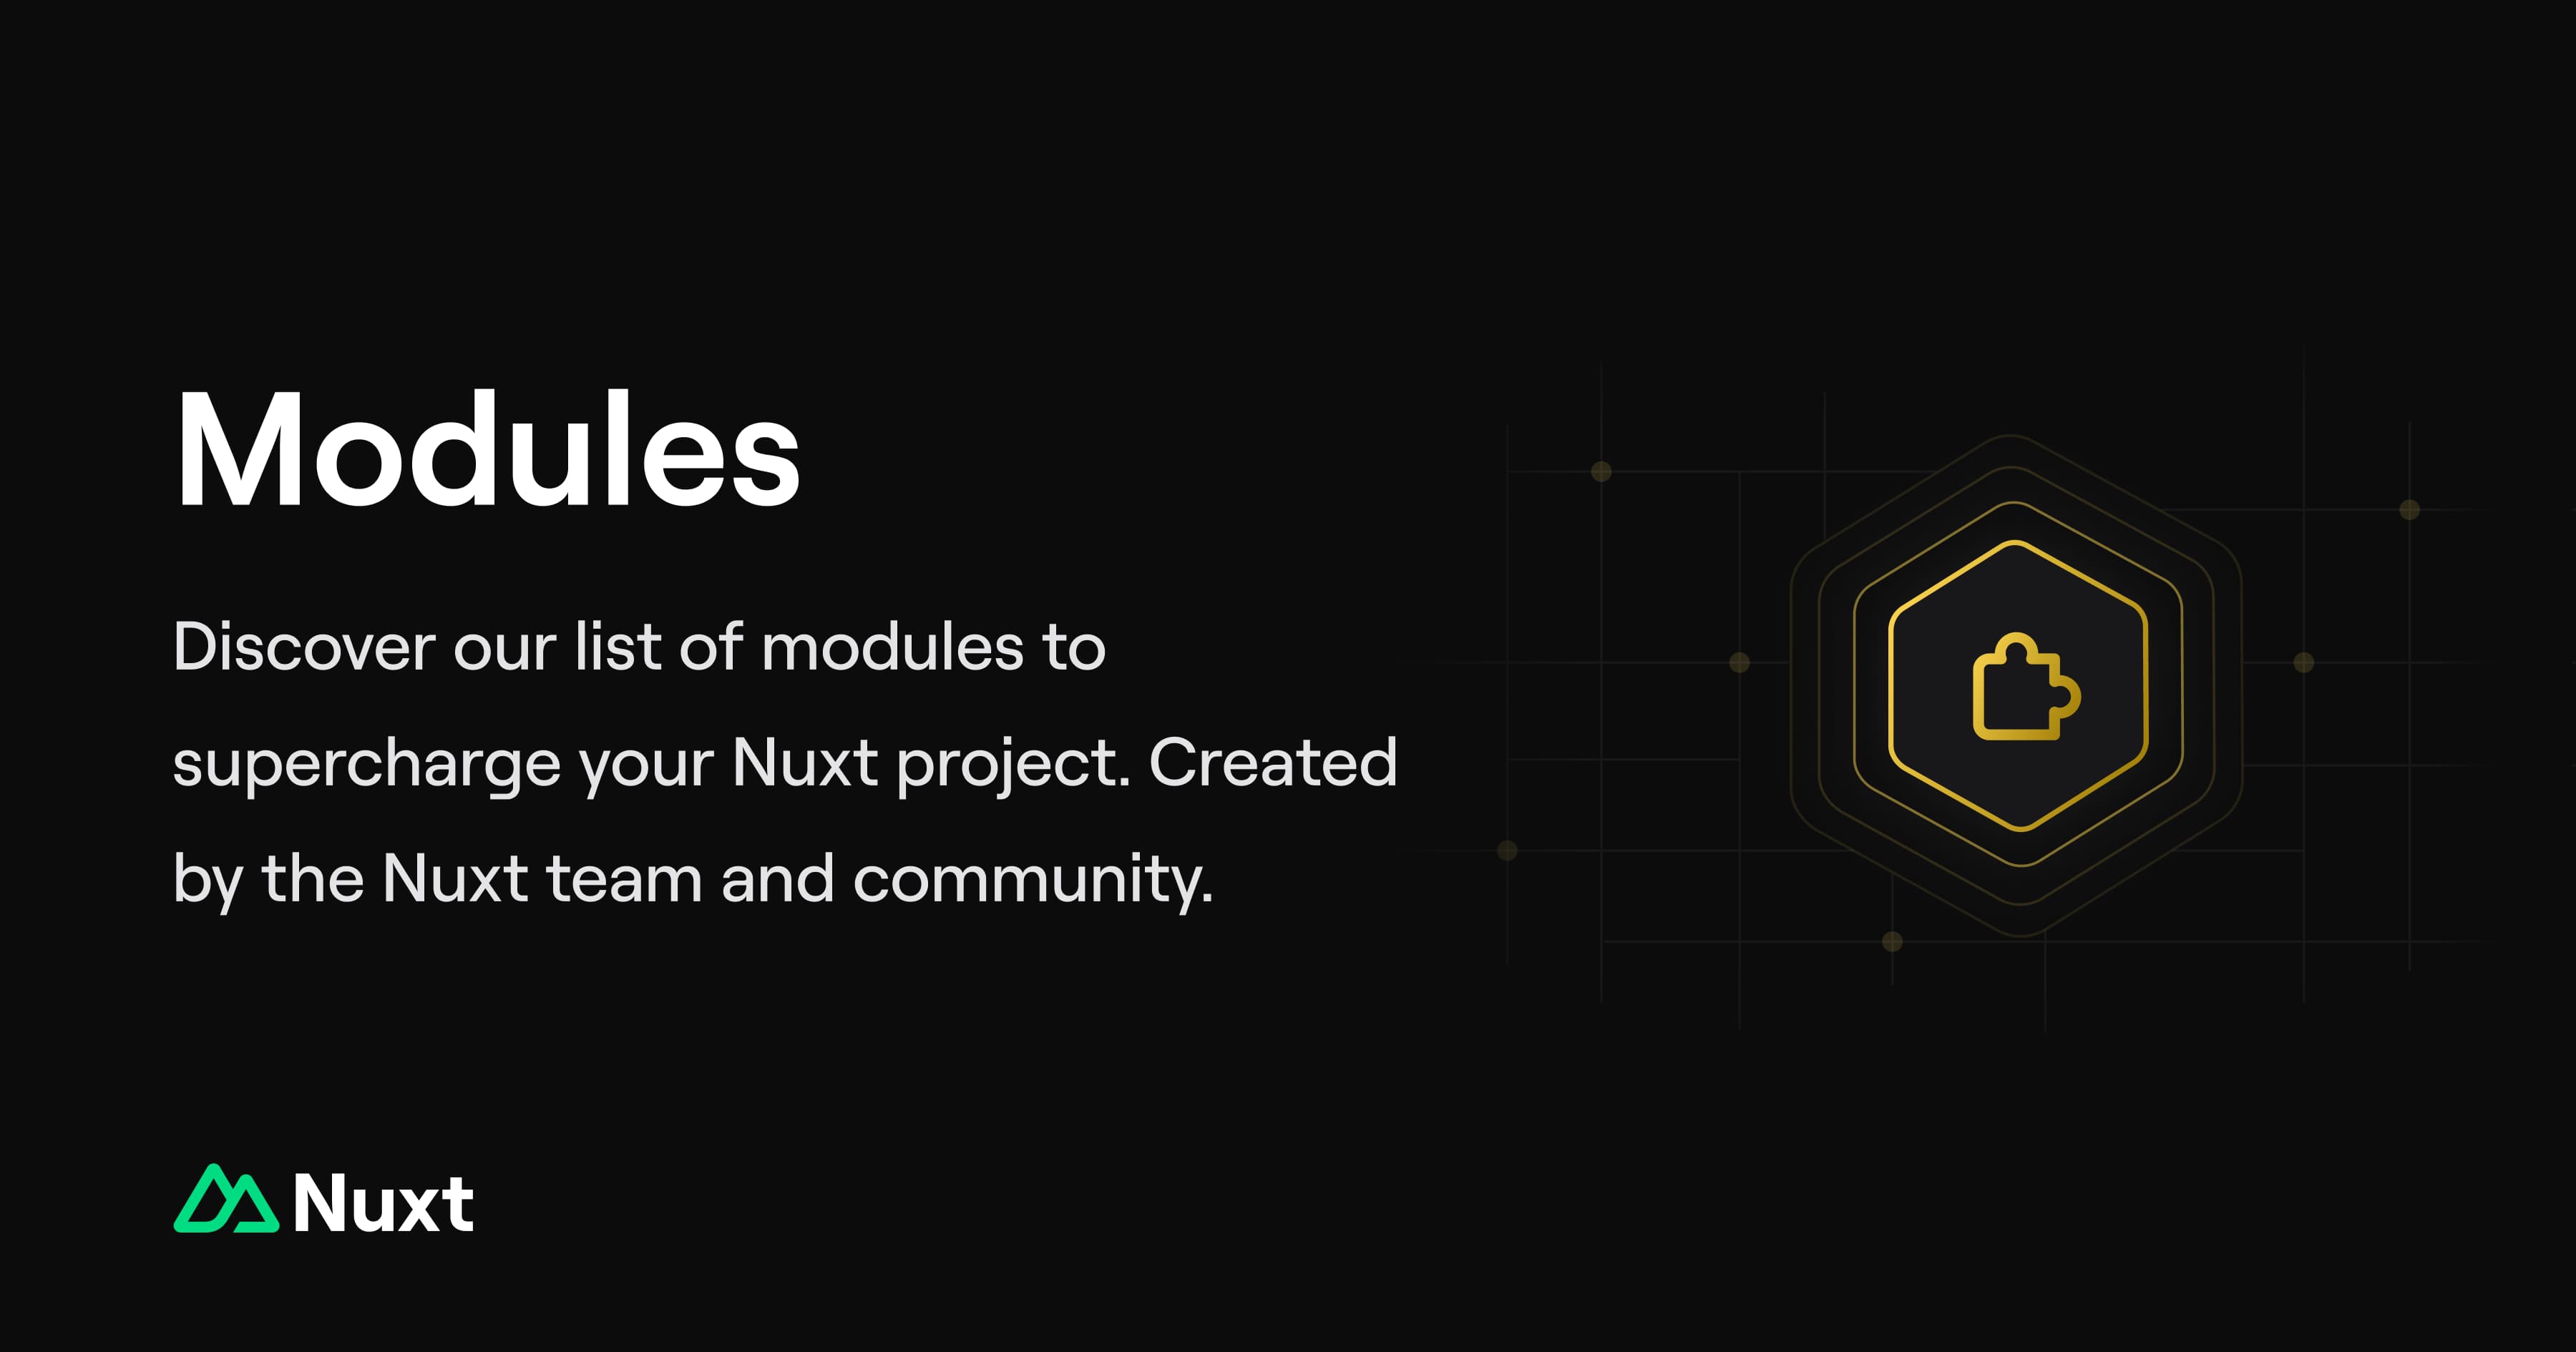 Modules
Discover our list of modules to
supercharge your Nuxt project. Created
by the Nuxt team and community.
Nuxt